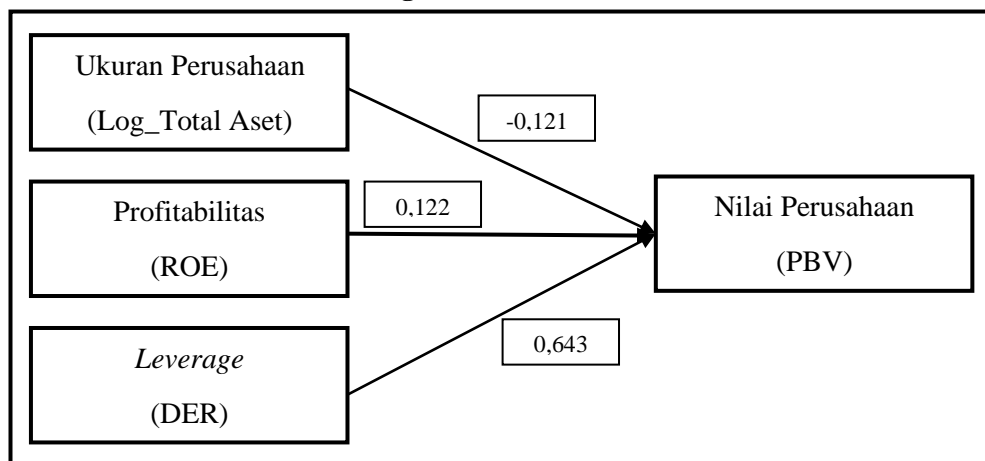 Ukuran Perusahaan
(Log_Total Aset)
-0,121
Profitabilitas
(ROE)
0,122
Nilai Perusahaan
(PBV)
Leverage
(DER)
0,643